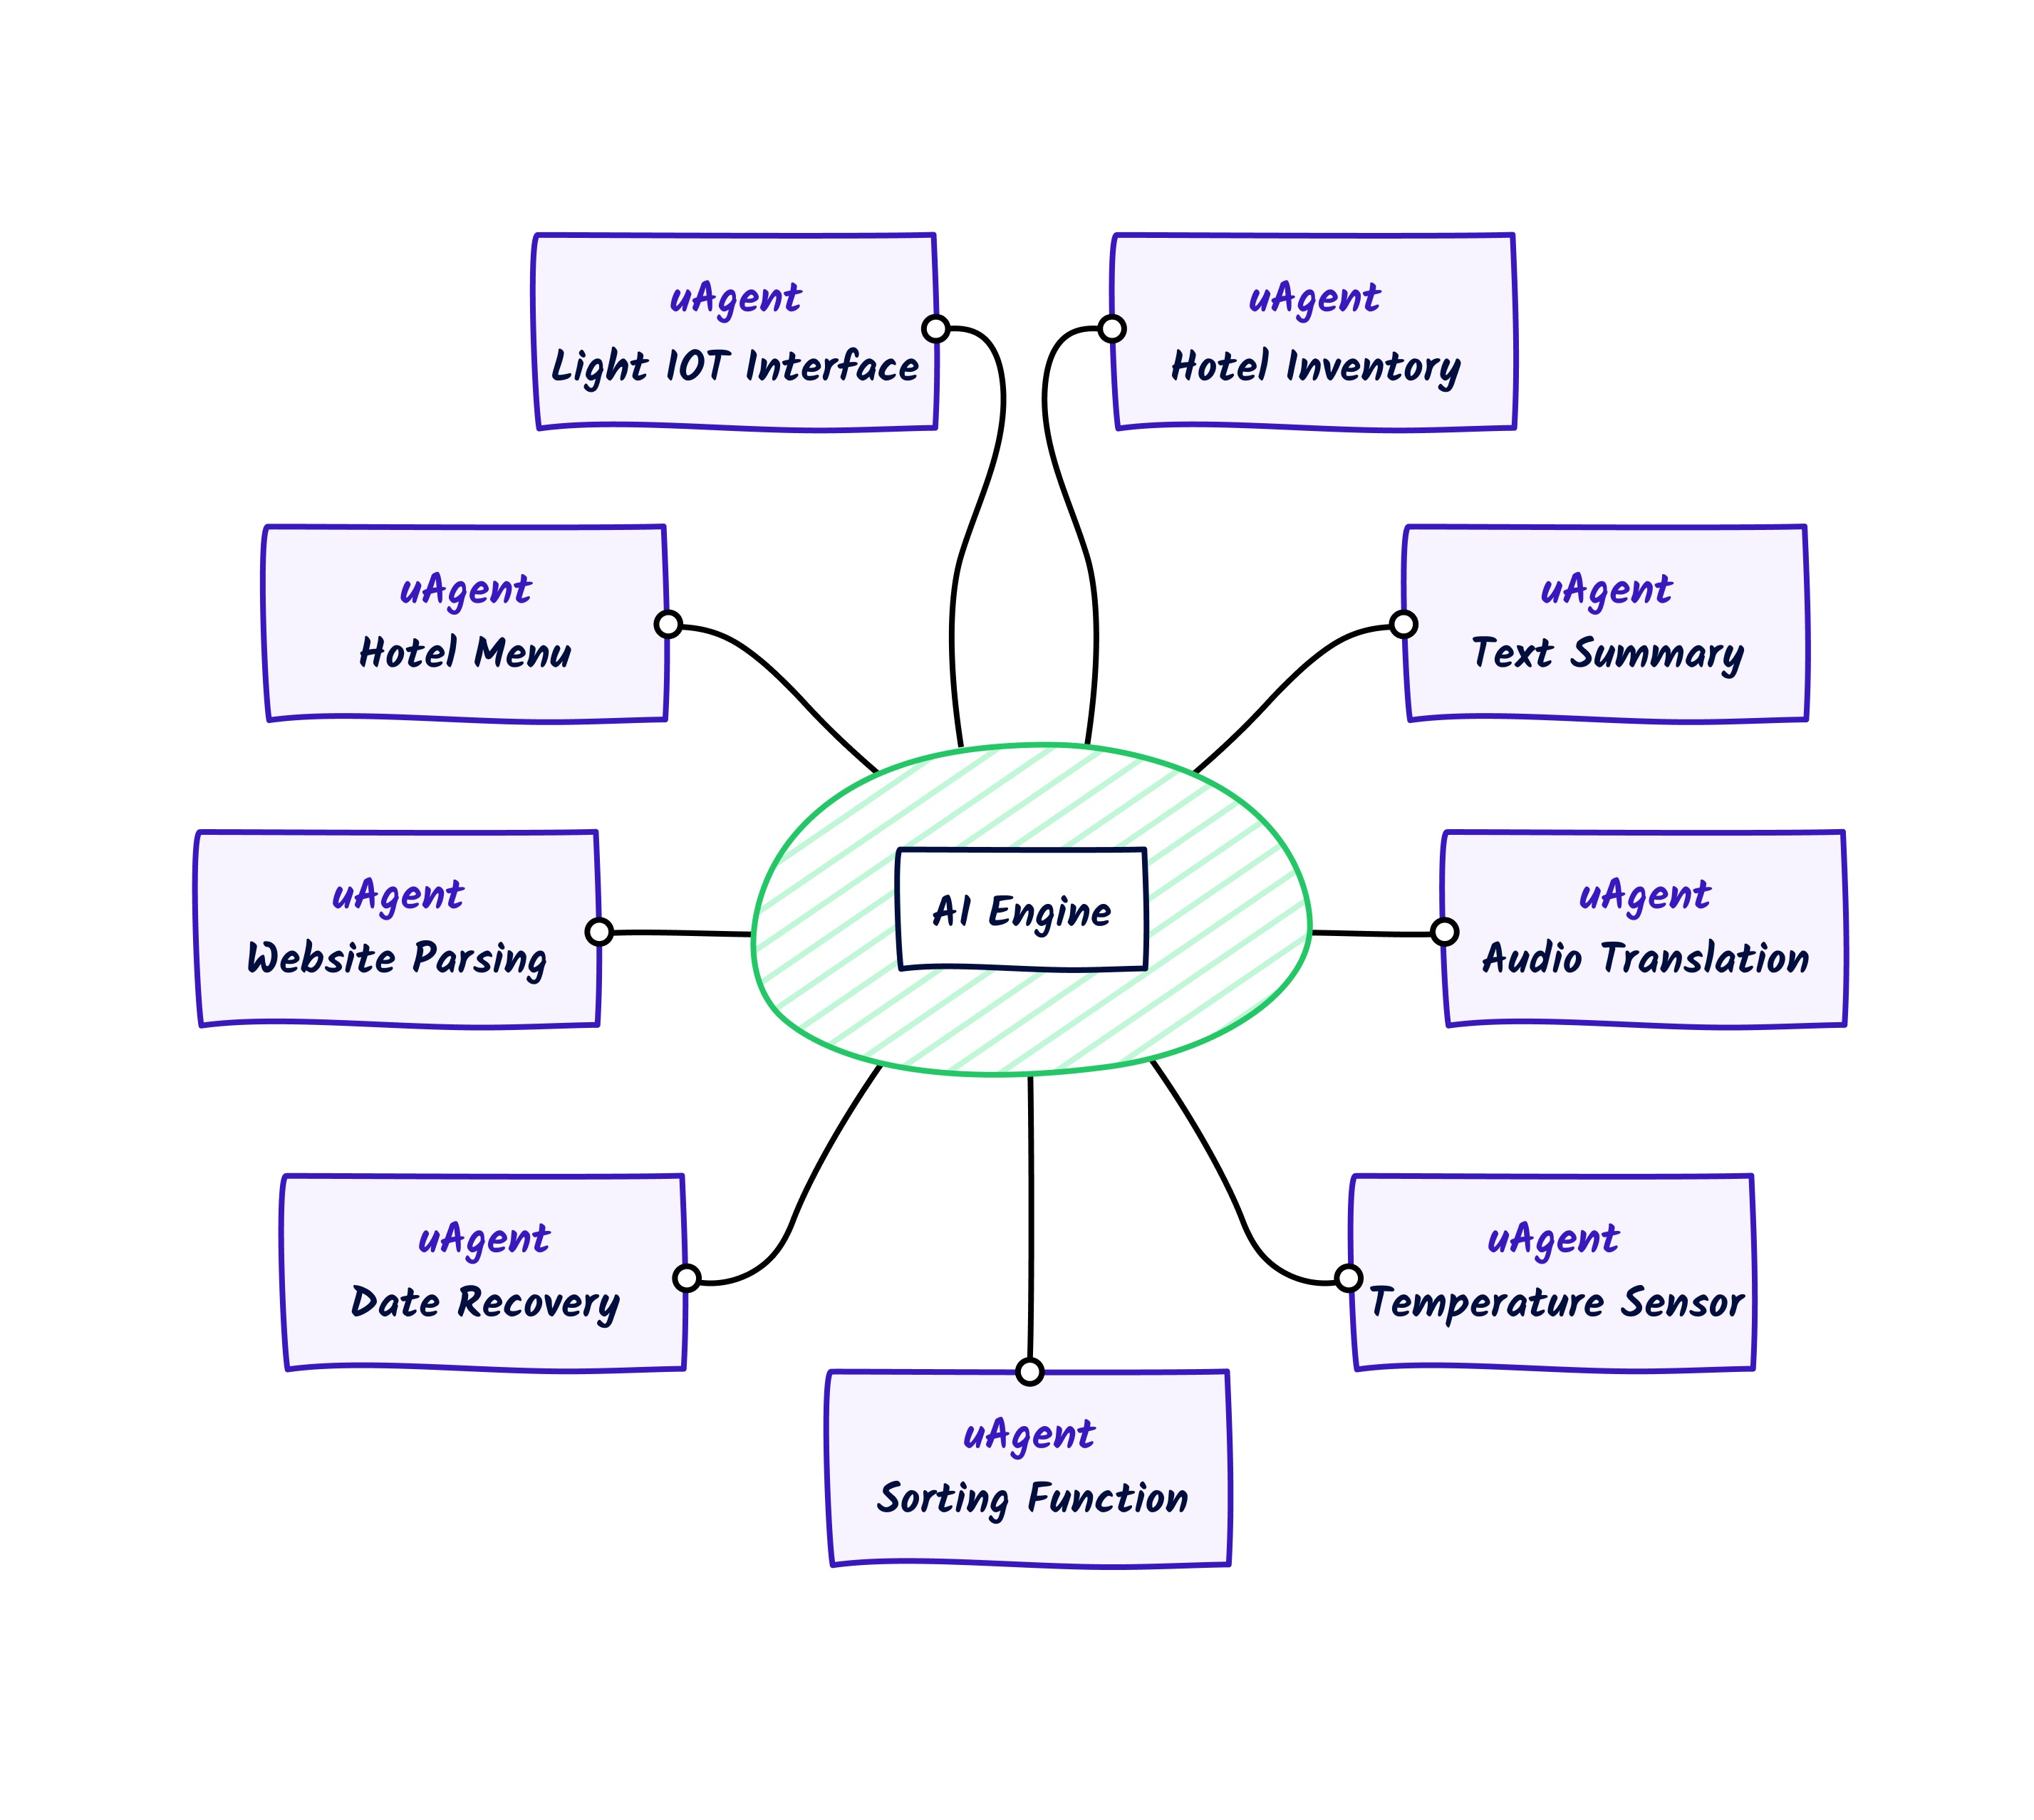 uAgent
Light IOT Interface
uAgent
Hotel Inventory
uAgent
Hotel Menu
uAgent
Text Summary
uAgent
Website Parsing
AI Engine
uAgent
Audio Translation
uAgent
Date Recovery
uAgent
Temperature Sensor
uAgent
Sorting Function